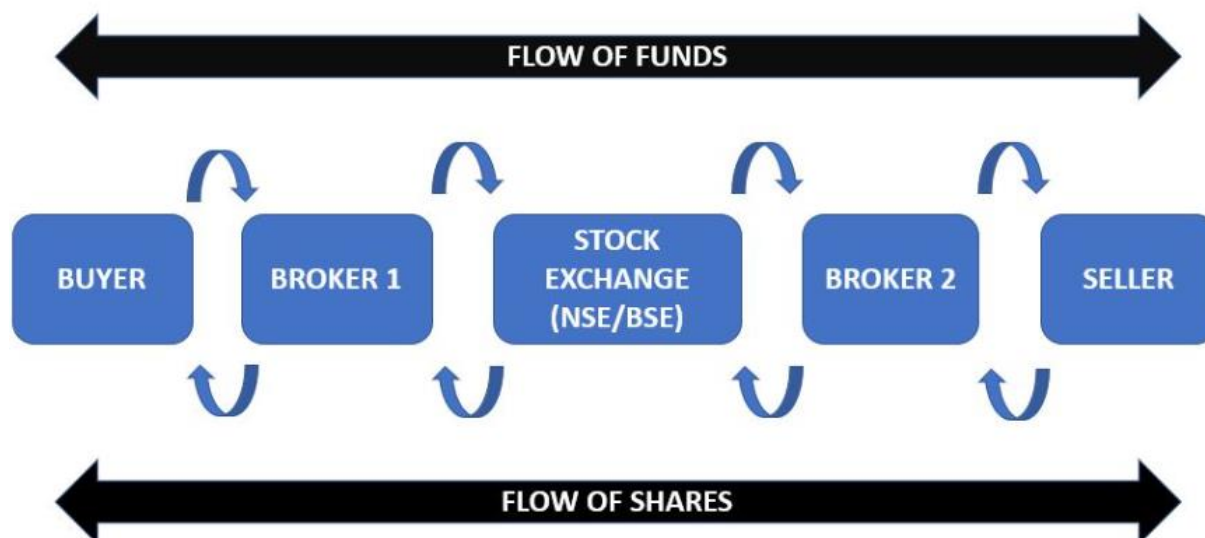 FLOW OF FUNDS
BUYER
BROKER 1
STOCK
EXCHANGE
(NSE/BSE)
BROKER 2
SELLER
FLOW OF SHARES